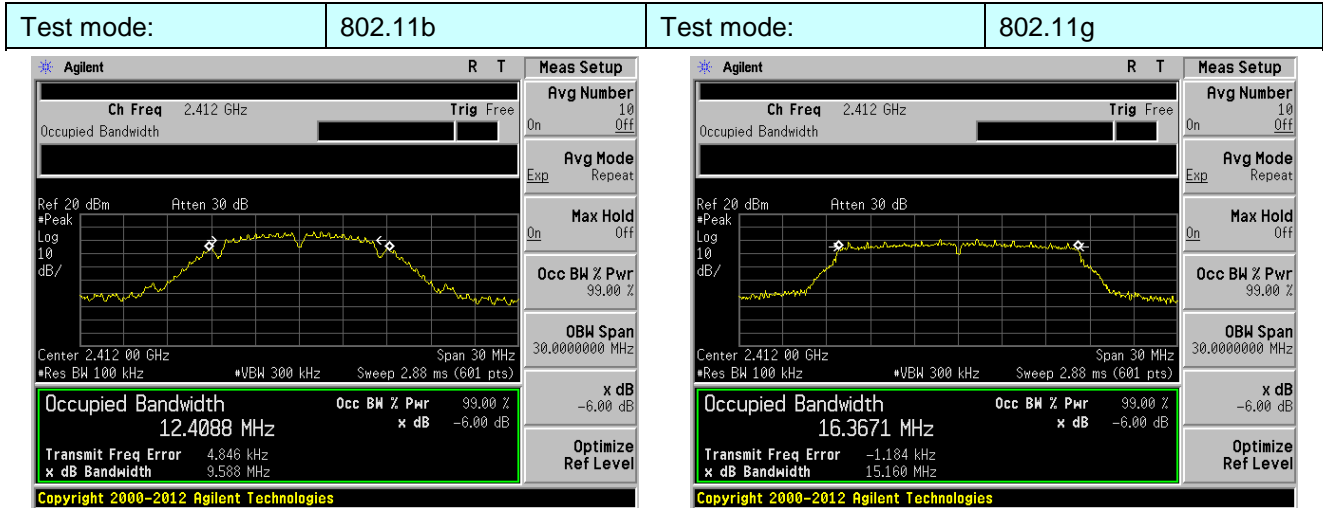 Test mode: 802.11b Test mode: 802.11g
Agilent R T Meas Setup
Ch Freq 2.412 GHz Trig Free
Occupied Bandwidth
Avg Number
10
On Off
Avg Mode
Exp Repeat
Ref 20 dBm Atten 30 dB
#Peak
Log
10
dB/
Max Hold
On Off
Occ BW % Pwr
99.00 %
OBW Span
30.0000000 MHz
Center 2.412 00 GHz Span 30 MHz
#Res BW 100 kHz #VBW 300 kHz Sweep 2.88 ms (601 pts)
x dB
-6.00 dB
Occupied Bandwidth Occ BW % Pwr 99.00 %
12.4088 MHz x dB -6.00 dB
Transmit Freq Error 4.846 kHz
x dB Bandwidth 9.588 MHz
Optimize
Ref Level
Copyright 2000-2012 Agilent Technologies
Agilent R T Meas Setup
Ch Freq 2.412 GHz Trig Free
Occupied Bandwidth
Avg Number
10
On Off
Avg Mode
Exp Repeat
Ref 20 dBm Atten 30 dB
#Peak
Log
10
dB/
Max Hold
On Off
Occ BW % Pwr
99.00 %
OBW Span
30.0000000 MHz
Center 2.412 00 GHz Span 30 MHz
#Res BW 100 kHz #VBW 300 kHz Sweep 2.88 ms (601 pts)
x dB
-6.00 dB
Occupied Bandwidth Occ BW % Pwr 99.00 %
16.3671 MHz x dB -6.00 dB
Transmit Freq Error -1.184 kHz
x dB Bandwidth 15.160 MHz
Optimize
Ref Level
Copyright 2000-2012 Agilent Technologies